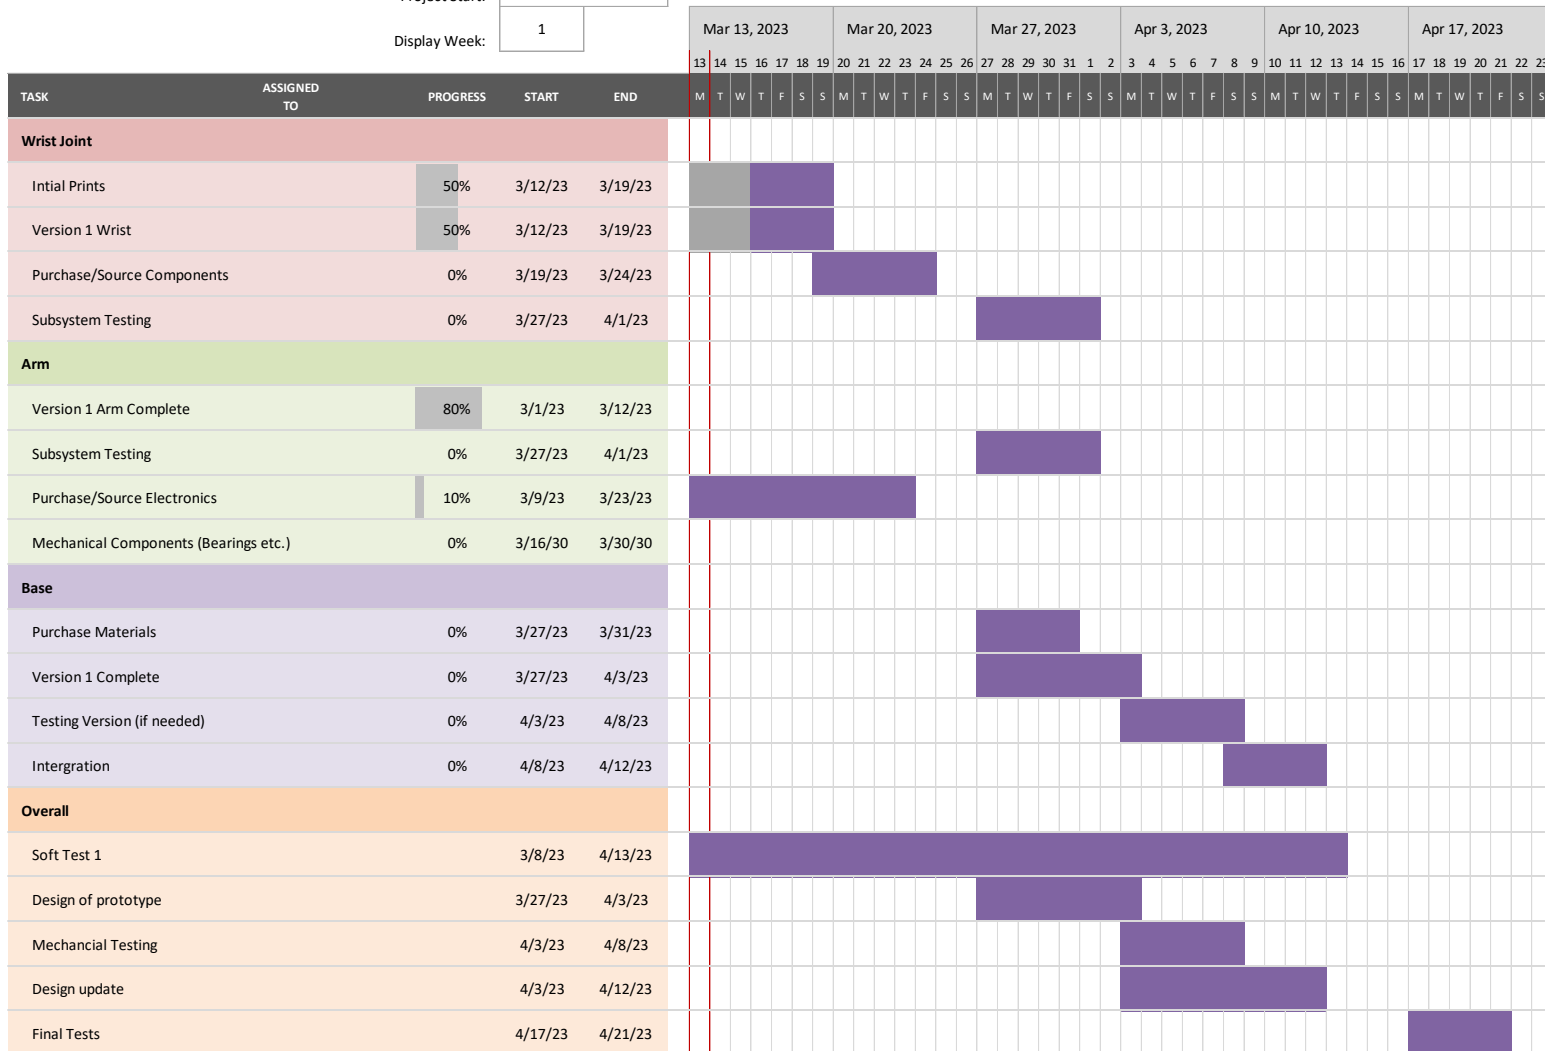 Project Start:
Display Week: 1
Mar 13, 2023 Mar 20, 2023 Mar 27, 2023 Apr 3, 2023 Apr 10, 2023 Apr 17, 2023
13 14 15 16 17 18 19 20 21 22 23 24 25 26 27 28 29 30 31 1 2 3 4 5 6 7 8 9 10 11 12 13 14 15 16 17 18 19 20 21 22 23
TASK ASSIGNED TO PROGRESS START END M T W T F S S M T W T F S S M T W T F S S M T W T F S S M T W T F S S M T W T F S S
Wrist Joint
Intial Prints 50% 3/12/23 3/19/23
Version 1 Wrist 50% 3/12/23 3/19/23
Purchase/Source Components 0% 3/19/23 3/24/23
Subsystem Testing 0% 3/27/23 4/1/23
Arm
Version 1 Arm Complete 80% 3/1/23 3/12/23
Subsystem Testing 0% 3/27/23 4/1/23
Purchase/Source Electronics 10% 3/9/23 3/23/23
Mechanical Components (Bearings etc.) 0% 3/16/30 3/30/30
Base
Purchase Materials 0% 3/27/23 3/31/23
Version 1 Complete 0% 3/27/23 4/3/23
Testing Version (if needed) 0% 4/3/23 4/8/23
Intergration 0% 4/8/23 4/12/23
Overall
Soft Test 1 3/8/23 4/13/23
Design of prototype 3/27/23 4/3/23
Mechancial Testing 4/3/23 4/8/23
Design update 4/3/23 4/12/23
Final Tests 4/17/23 4/21/23